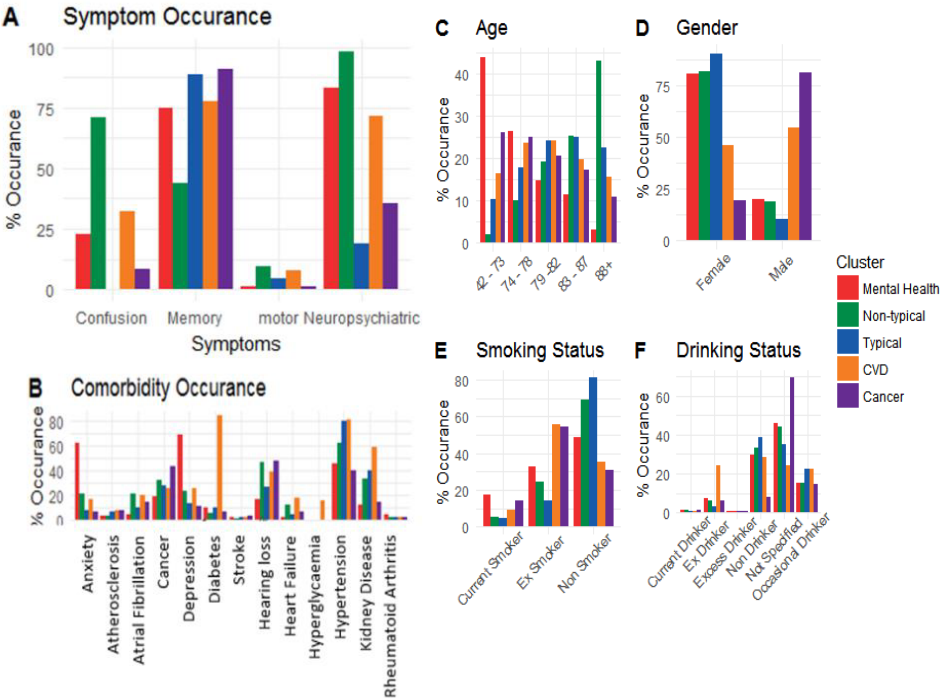 A Symptom Occurance
% Occurance
100
75
50
25
0
Confusion Memory motor Neuropsychiatric
Symptoms
B Comorbidity Occurance
% Occurance
80
60
40
20
0
Anxiety
Atherosclerosis
Atrial Fibrillation
Cancer
Depression
Diabetes
Stroke
Hearing loss
Heart Failure
Hyperglycaemia
Hypertension
Kidney Disease
Rheumatoid Arthritis
C Age
% Occurance
40
30
20
10
0
42 - 73
74 - 78
79 -82
83 - 87
88+
D Gender
% Occurance
75
50
25
0
Female
Male
Cluster
Mental Health
Non-typical
Typical
CVD
Cancer
E Smoking Status
% Occurance
80
60
40
20
0
Current Smoker
Ex Smoker
Non Smoker
F Drinking Status
% Occurance
60
40
20
0
Current Drinker
Ex Drinker
Excess Drinker
Non Drinker
Not Specified
Occasional Drinker